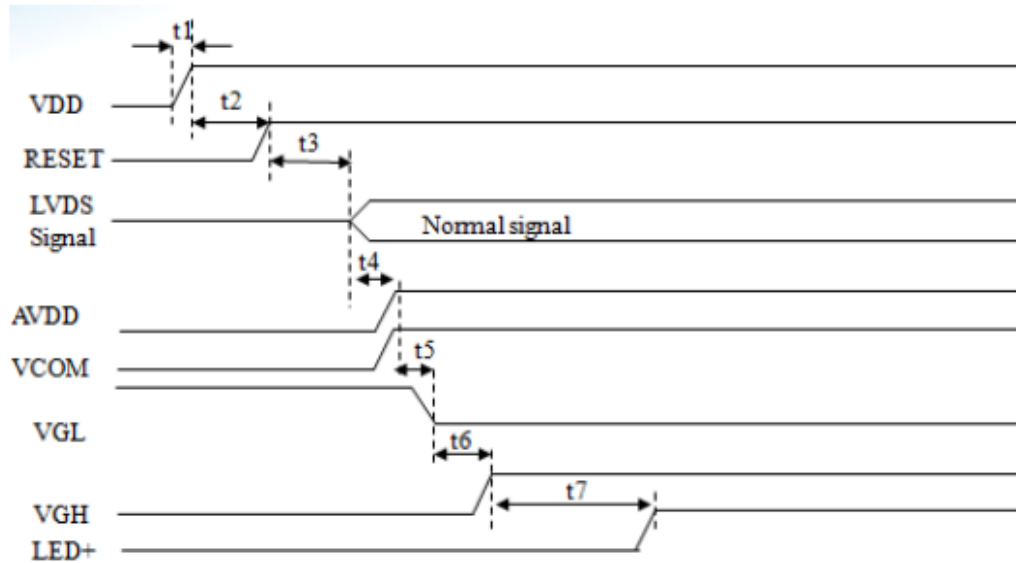 t1
VDD
t2
RESET
t3
LVDS
Signal
Normal signal
t4
AVDD
VCOM
t5
VGL
t6
VGH
t7
LED+